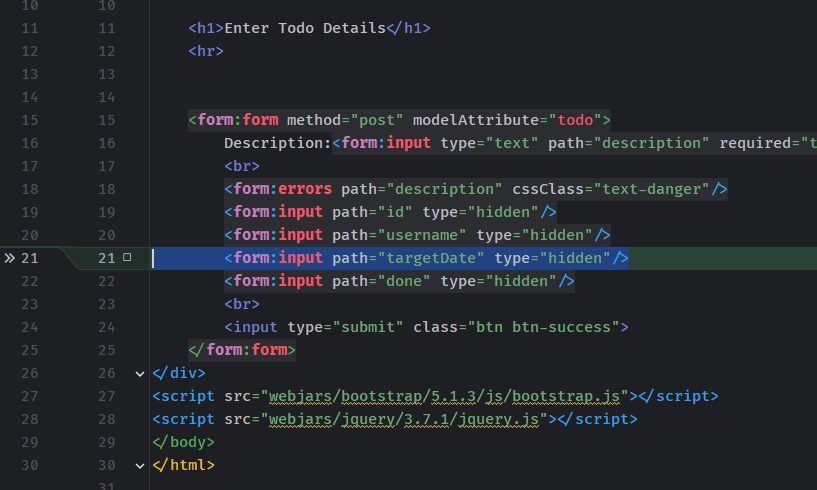 10 10
11 11 <h1>Enter Todo Details</h1>
12 12 <hr>
13 13
14 14
15 15 <form:form method="post" modelAttribute="todo">
16 16 Description:<form:input type="text" path="description" required="t
17 17 <br>
18 18 <form:errors path="description" cssClass="text-danger"/>
19 19 <form:input path="id" type="hidden"/>
20 20 <form:input path="username" type="hidden"/>
21 21 <form:input path="targetDate" type="hidden"/>
22 22 <form:input path="done" type="hidden"/>
23 23 <br>
24 24 <input type="submit" class="btn btn-success">
25 25 </form:form>
26 26 </div>
27 27 <script src="webjars/bootstrap/5.1.3/js/bootstrap.js"></script>
28 28 <script src="webjars/jquery/3.7.1/jquery.js"></script>
29 29 </body>
30 30 </html>
31